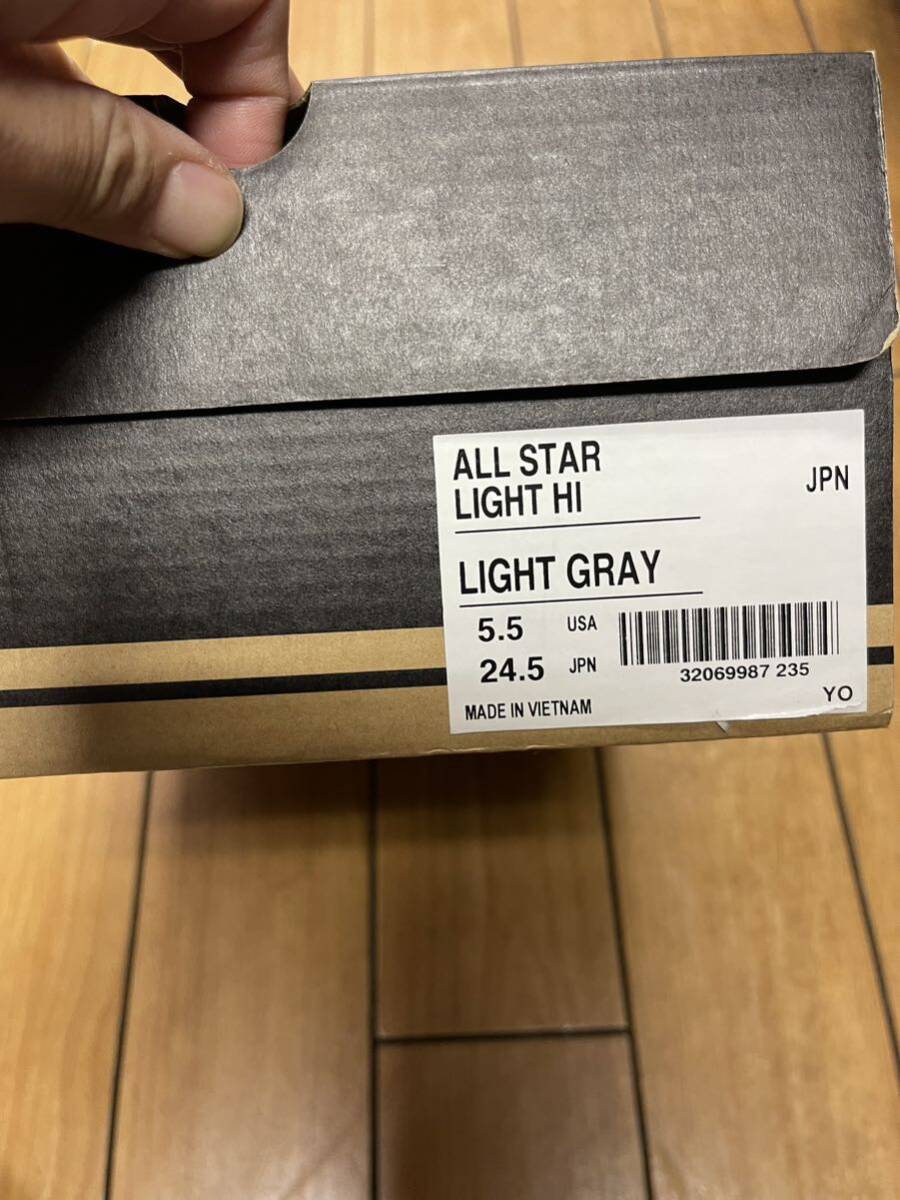 ALL STAR
LIGHT HI
JPN
LIGHT GRAY
5.5 USA
24.5 JPN
32069987 235
MADE IN VIETNAM
YO